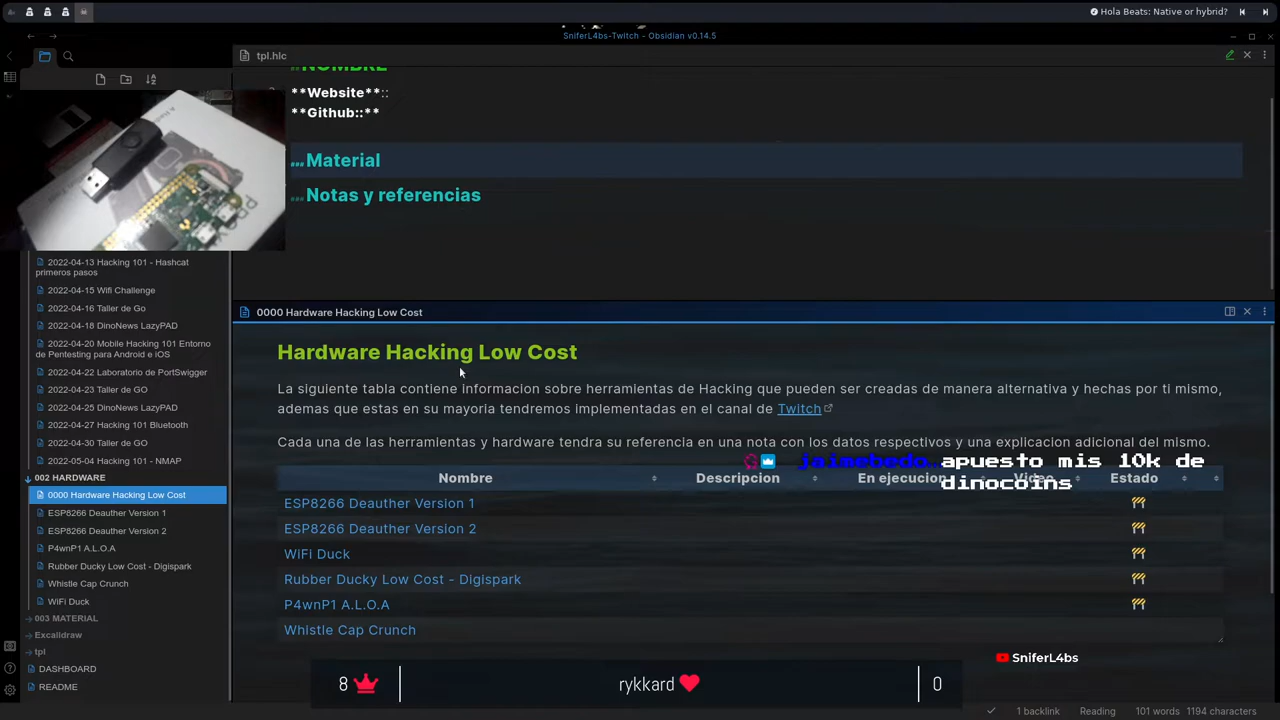 Hola Beats: Native or hybrid?
SniferL4bs-Twitch - Obsidian v0.14.5
tpl.hlc
#NOMBRE
**Website**::
**Github::**
Material
Notas y referencias
2022-04-13 Hacking 101 - Hashcat
primeros pasos
2022-04-15 Wifi Challenge
2022-04-16 Taller de Go
2022-04-18 DinoNews LazyPAD
2022-04-20 Mobile Hacking 101 Entorno
de Pentesting para Android e iOS
2022-04-22 Laboratorio de PortSwigger
2022-04-23 Taller de GO
2022-04-25 DinoNews LazyPAD
2022-04-27 Hacking 101 Bluetooth
2022-04-30 Taller de Go
2022-05-04 Hacking 101 - NMAP
002 HARDWARE
0000 Hardware Hacking Low Cost
ESP8266 Deauther Version 1
ESP8266 Deauther Version 2
P4wnP1 A.L.O.A
Rubber Ducky Low Cost - Digispark
Whistle Cap Crunch
WiFi Duck
003 MATERIAL
Excalidraw
tpl
DASHBOARD
README
0000 Hardware Hacking Low Cost
Hardware Hacking Low Cost
La siguiente tabla contiene informacion sobre herramientas de Hacking que pueden ser creadas de manera alternativa y hechas por ti mismo,
ademas que estas en su mayoria tendremos implementadas en el canal de Twitch
Cada una de las herramientas y hardware tendra su referencia en una nota con los datos respectivos y una explicacion adicional del mismo.
jaimebedo... apuesto mis 10k de
dinocoins
Nombre Descripcion En ejecucion Video Estado
ESP8266 Deauther Version 1
ESP8266 Deauther Version 2
WiFi Duck
Rubber Ducky Low Cost - Digispark
P4wnP1 A.L.O.A
Whistle Cap Crunch
SniferL4bs
8 rykkard 0
1 backlink Reading 101 words 1194 characters